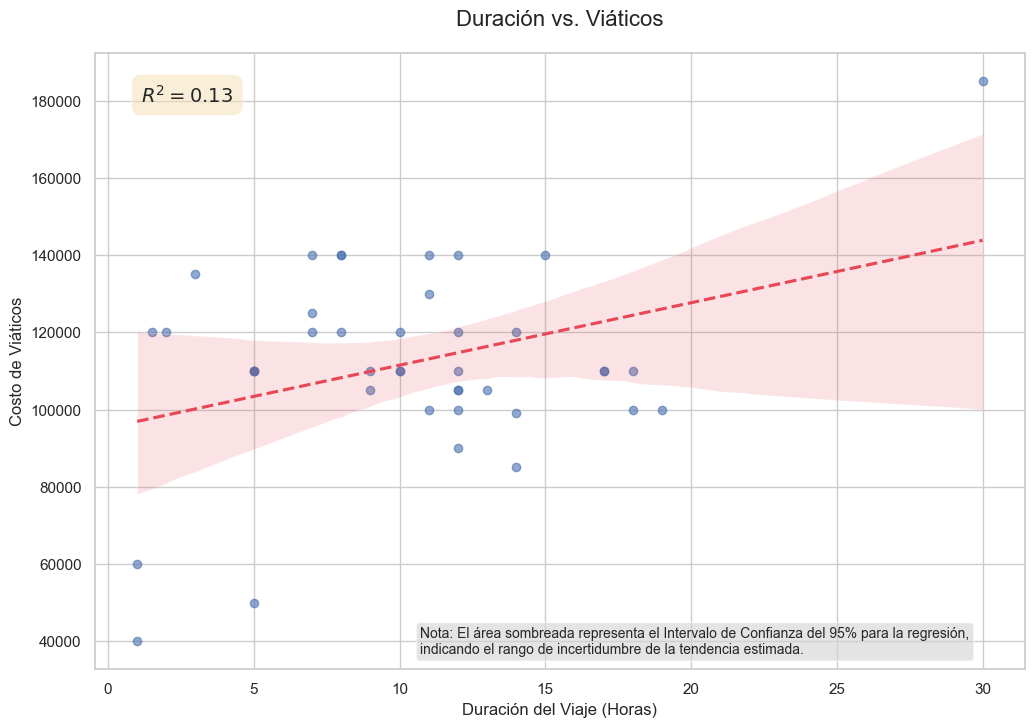 Duración vs. Viáticos
R² = 0.13
Costo de Viáticos
180000
160000
140000
120000
100000
80000
60000
40000
Nota: El área sombreada representa el Intervalo de Confianza del 95% para la regresión,
indicando el rango de incertidumbre de la tendencia estimada.
0 5 10 15 20 25 30
Duración del Viaje (Horas)